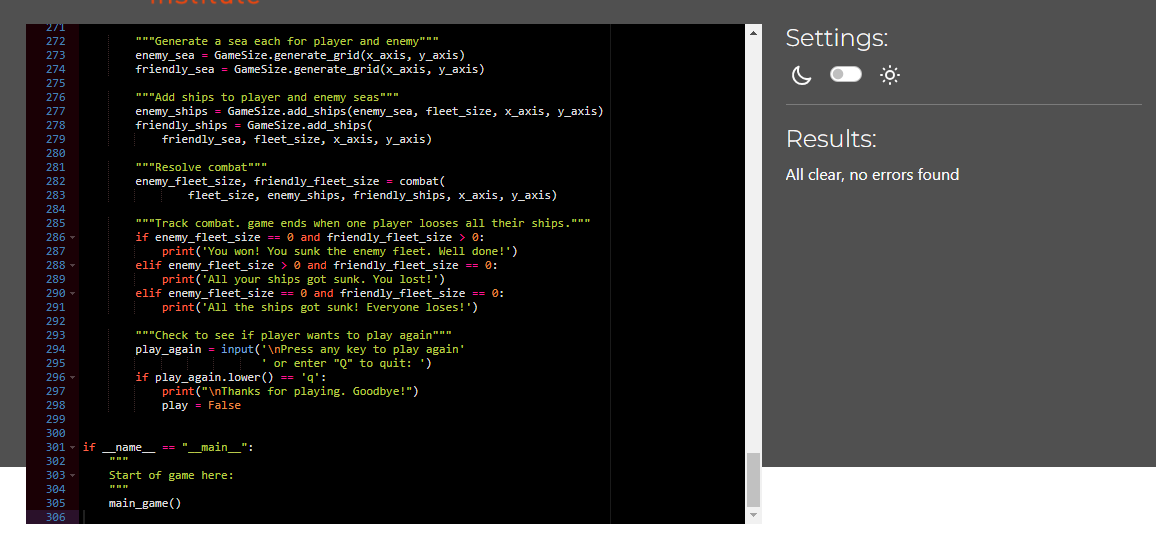 Institute
271
272 """Generate a sea each for player and enemy"""
273 enemy_sea = GameSize.generate_grid(x_axis, y_axis)
274 friendly_sea = GameSize.generate_grid(x_axis, y_axis)
275
276 """Add ships to player and enemy seas"""
277 enemy_ships = GameSize.add_ships(enemy_sea, fleet_size, x_axis, y_axis)
278 friendly_ships = GameSize.add_ships(
279 friendly_sea, fleet_size, x_axis, y_axis)
280
281 """Resolve combat"""
282 enemy_fleet_size, friendly_fleet_size = combat(
283 fleet_size, enemy_ships, friendly_ships, x_axis, y_axis)
284
285 """Track combat. game ends when one player looses all their ships."""
286 if enemy_fleet_size == 0 and friendly_fleet_size > 0:
287 print('You won! You sunk the enemy fleet. Well done!')
288 elif enemy_fleet_size > 0 and friendly_fleet_size == 0:
289 print('All your ships got sunk. You lost!')
290 elif enemy_fleet_size == 0 and friendly_fleet_size == 0:
291 print('All the ships got sunk! Everyone loses!')
292
293 """Check to see if player wants to play again"""
294 play_again = input('\nPress any key to play again'
295 ' or enter "Q" to quit: ')
296 if play_again.lower() == 'q':
297 print("\nThanks for playing. Goodbye!")
298 play = False
299
300
301 if __name__ == "__main__":
302 """
303 Start of game here:
304 """
305 main_game()
306
Settings:
Results:
All clear, no errors found